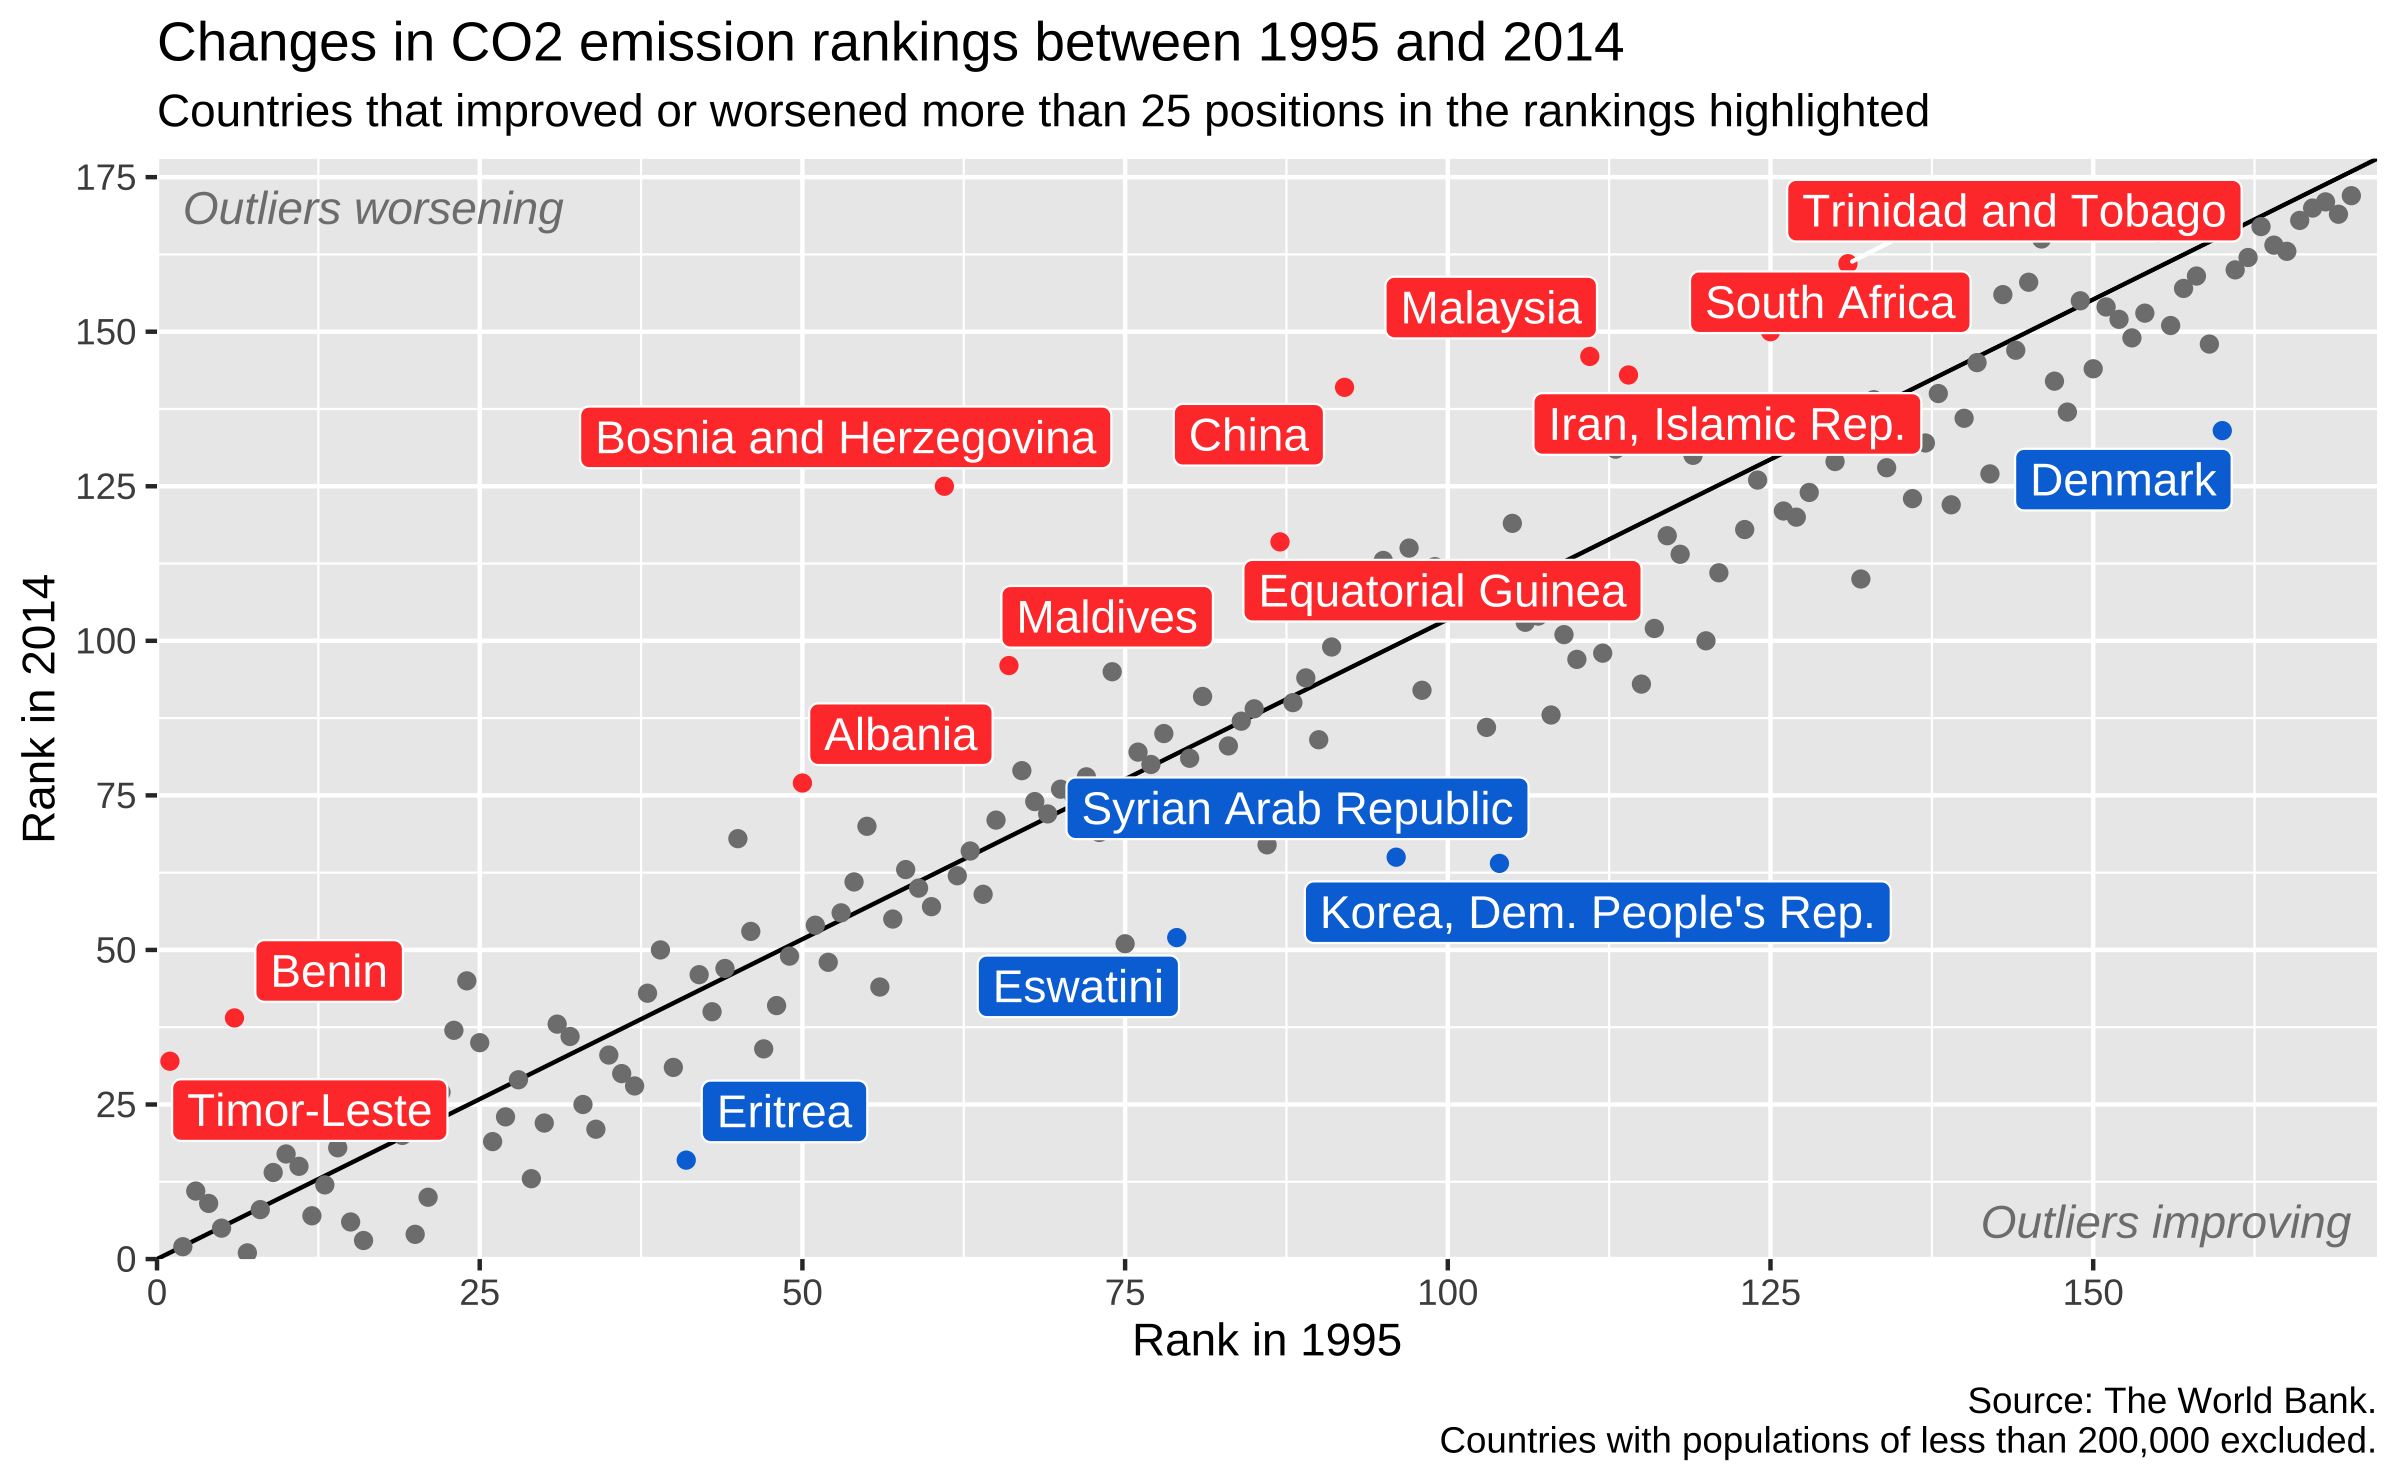 Changes in CO2 emission rankings between 1995 and 2014
Countries that improved or worsened more than 25 positions in the rankings highlighted
175
Outliers worsening
Trinidad and Tobago
South Africa
Malaysia
150
Iran, Islamic Rep.
China
Bosnia and Herzegovina
Denmark
125
Equatorial Guinea
Maldives
100
Albania
Syrian Arab Republic
75
Korea, Dem. People's Rep.
Benin
50
Eswatini
Timor-Leste
25
Eritrea
Outliers improving
0
Rank in 2014
0 25 50 75 100 125 150
Rank in 1995
Source: The World Bank.
Countries with populations of less than 200,000 excluded.